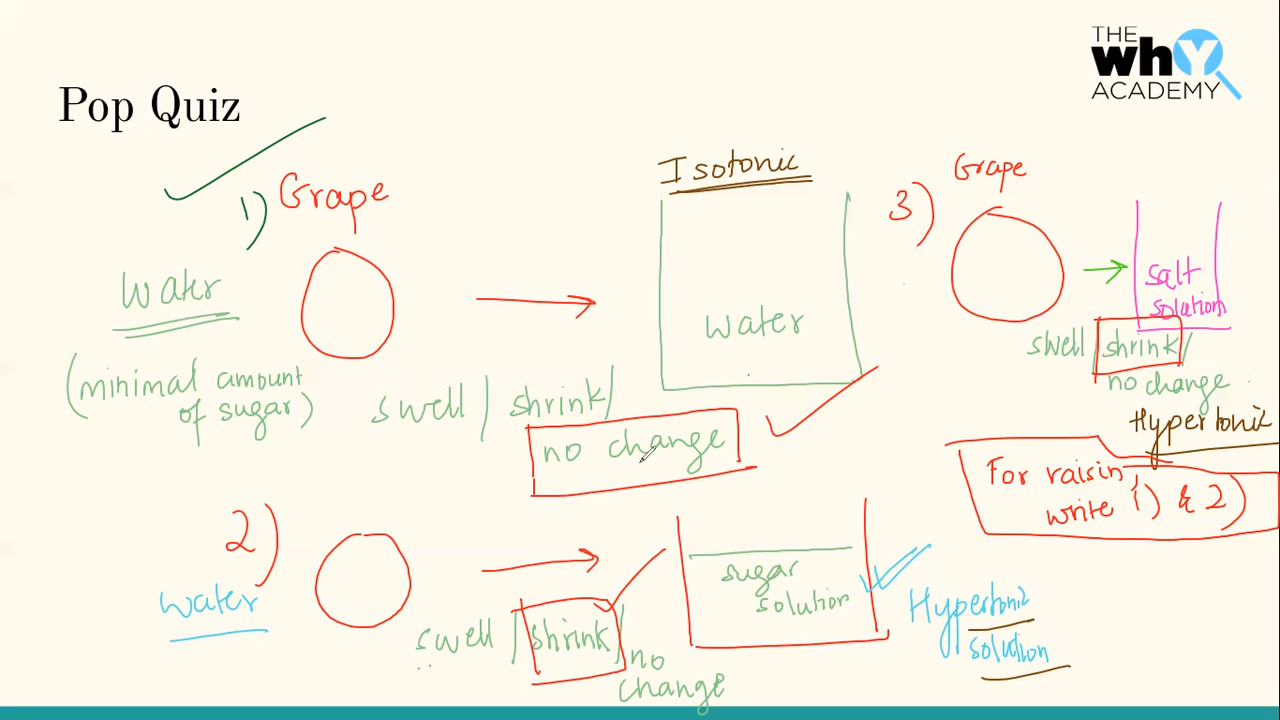 THE
whY
ACADEMY
Pop Quiz
1) Grape
water
(minimal amount
of sugar)
swell / shrink /
no change
Isotonic
water
3) Grape
salt
solution
swell / shrink /
no change
Hypertonic
For raisin,
write 1) & 2)
2)
water
swell / shrink /
no
change
sugar
solution
Hypertonic
solution